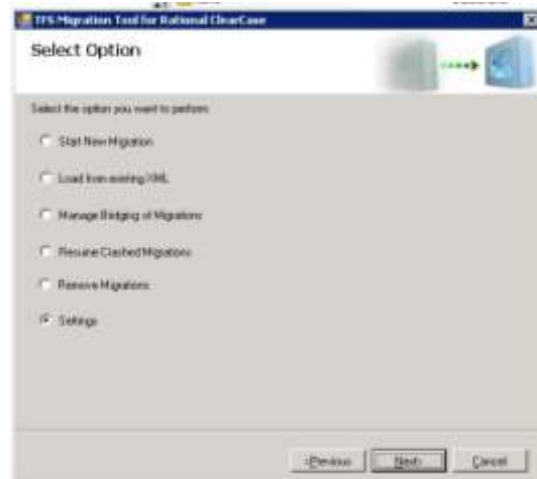 TFS Migration Tool for Rational ClearCase
Select Option
Select the option you want to perform
Start New Migration
Load from existing XML
Manage Bridging of Migrations
Resume Crashed Migrations
Remove Migrations
Settings
<Previous Next> Cancel